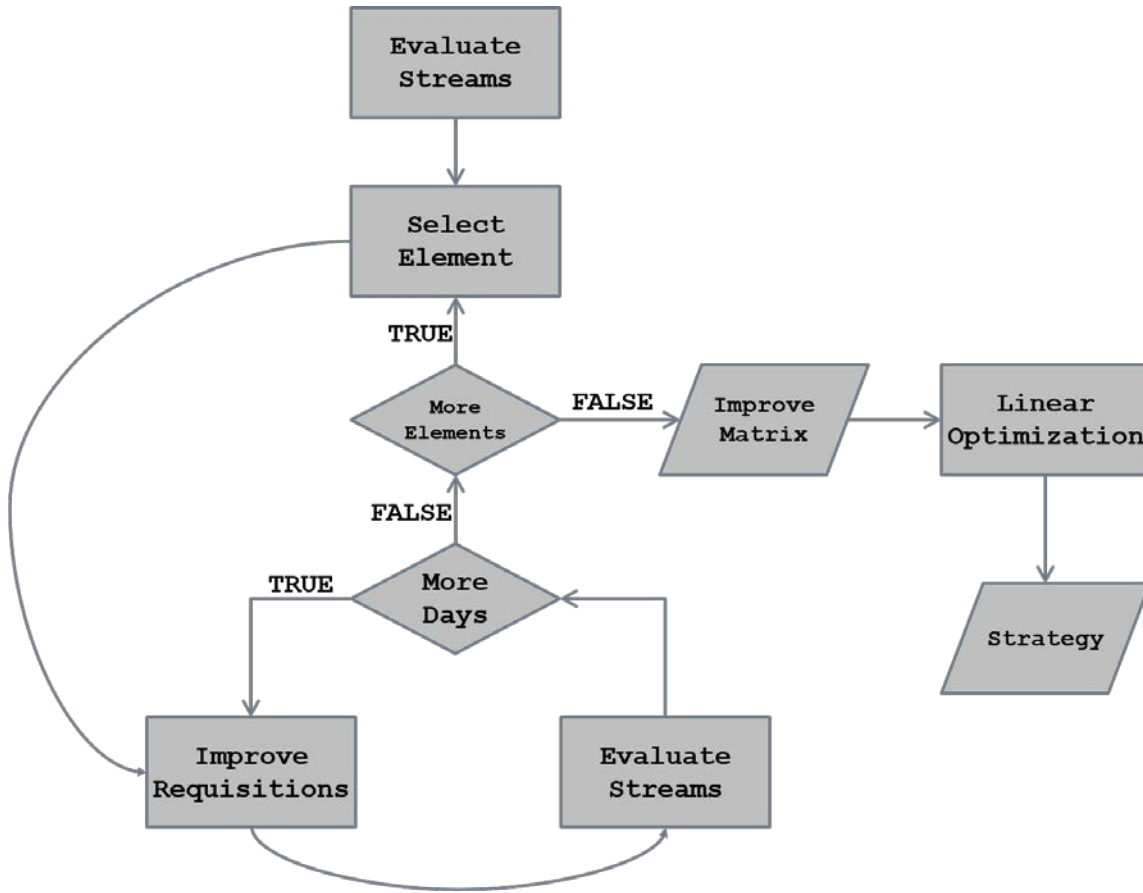 Evaluate
Streams
Select
Element
TRUE
More
Elements
FALSE
Improve
Matrix
Linear
Optimization
FALSE
TRUE
More
Days
Strategy
Improve
Requisitions
Evaluate
Streams